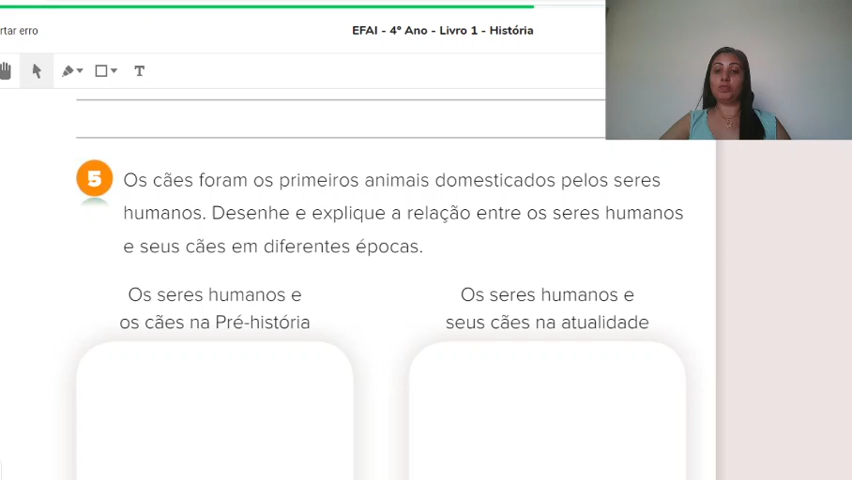 rtar erro
EFAI - 4º Ano - Livro 1 - História
T
5
Os cães foram os primeiros animais domesticados pelos seres
humanos. Desenhe e explique a relação entre os seres humanos
e seus cães em diferentes épocas.
Os seres humanos e
os cães na Pré-história
Os seres humanos e
seus cães na atualidade